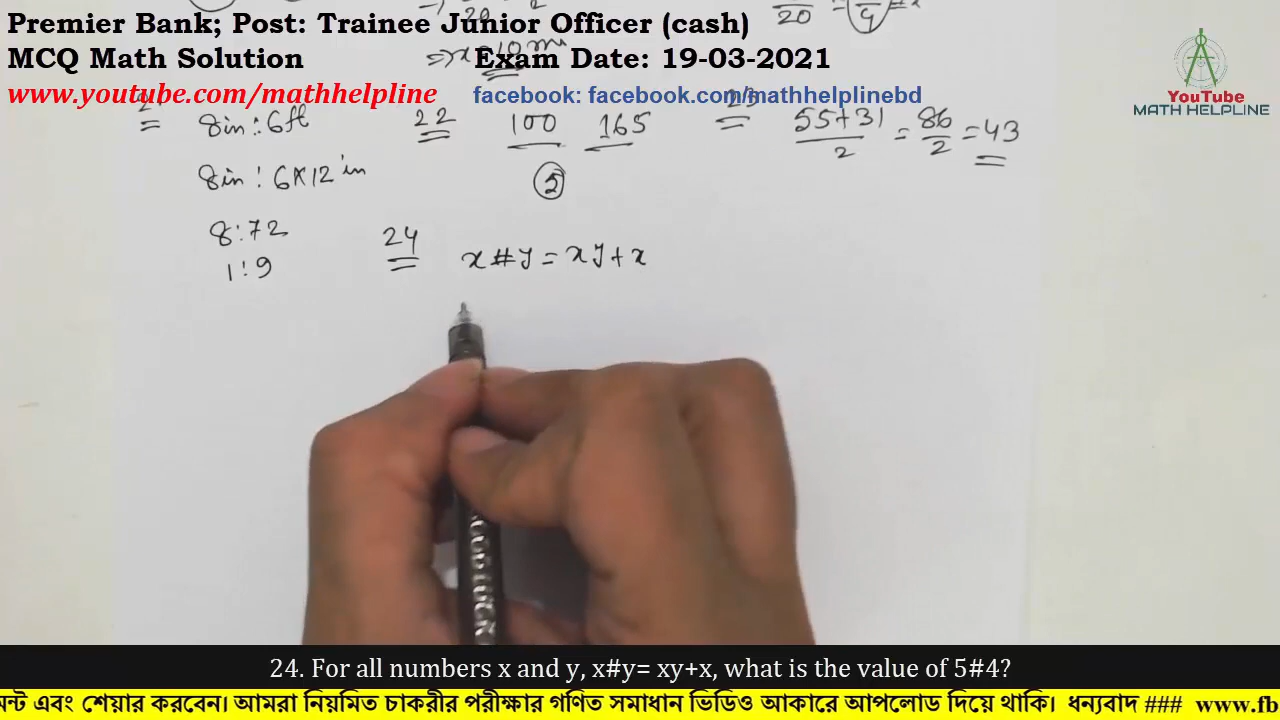 Premier Bank; Post: Trainee Junior Officer (cash)
MCQ Math Solution Exam Date: 19-03-2021
www.youtube.com/mathhelpline facebook: facebook.com/mathhelplinebd
YouTube
MATH HELPLINE
8in : 6ft
8in : 6×12 in
8:72
1:9
22
100 165
5
23
55+31/2 = 86/2 = 43
24
x#y = xy+x
24. For all numbers x and y, x#y= xy+x, what is the value of 5#4?
এবং শেয়ার করবেন। আমরা নিয়মিত চাকরীর পরীক্ষার গণিত সমাধান ভিডিও আকারে আপলোড দিয়ে থাকি। ধন্যবাদ ### www.fb